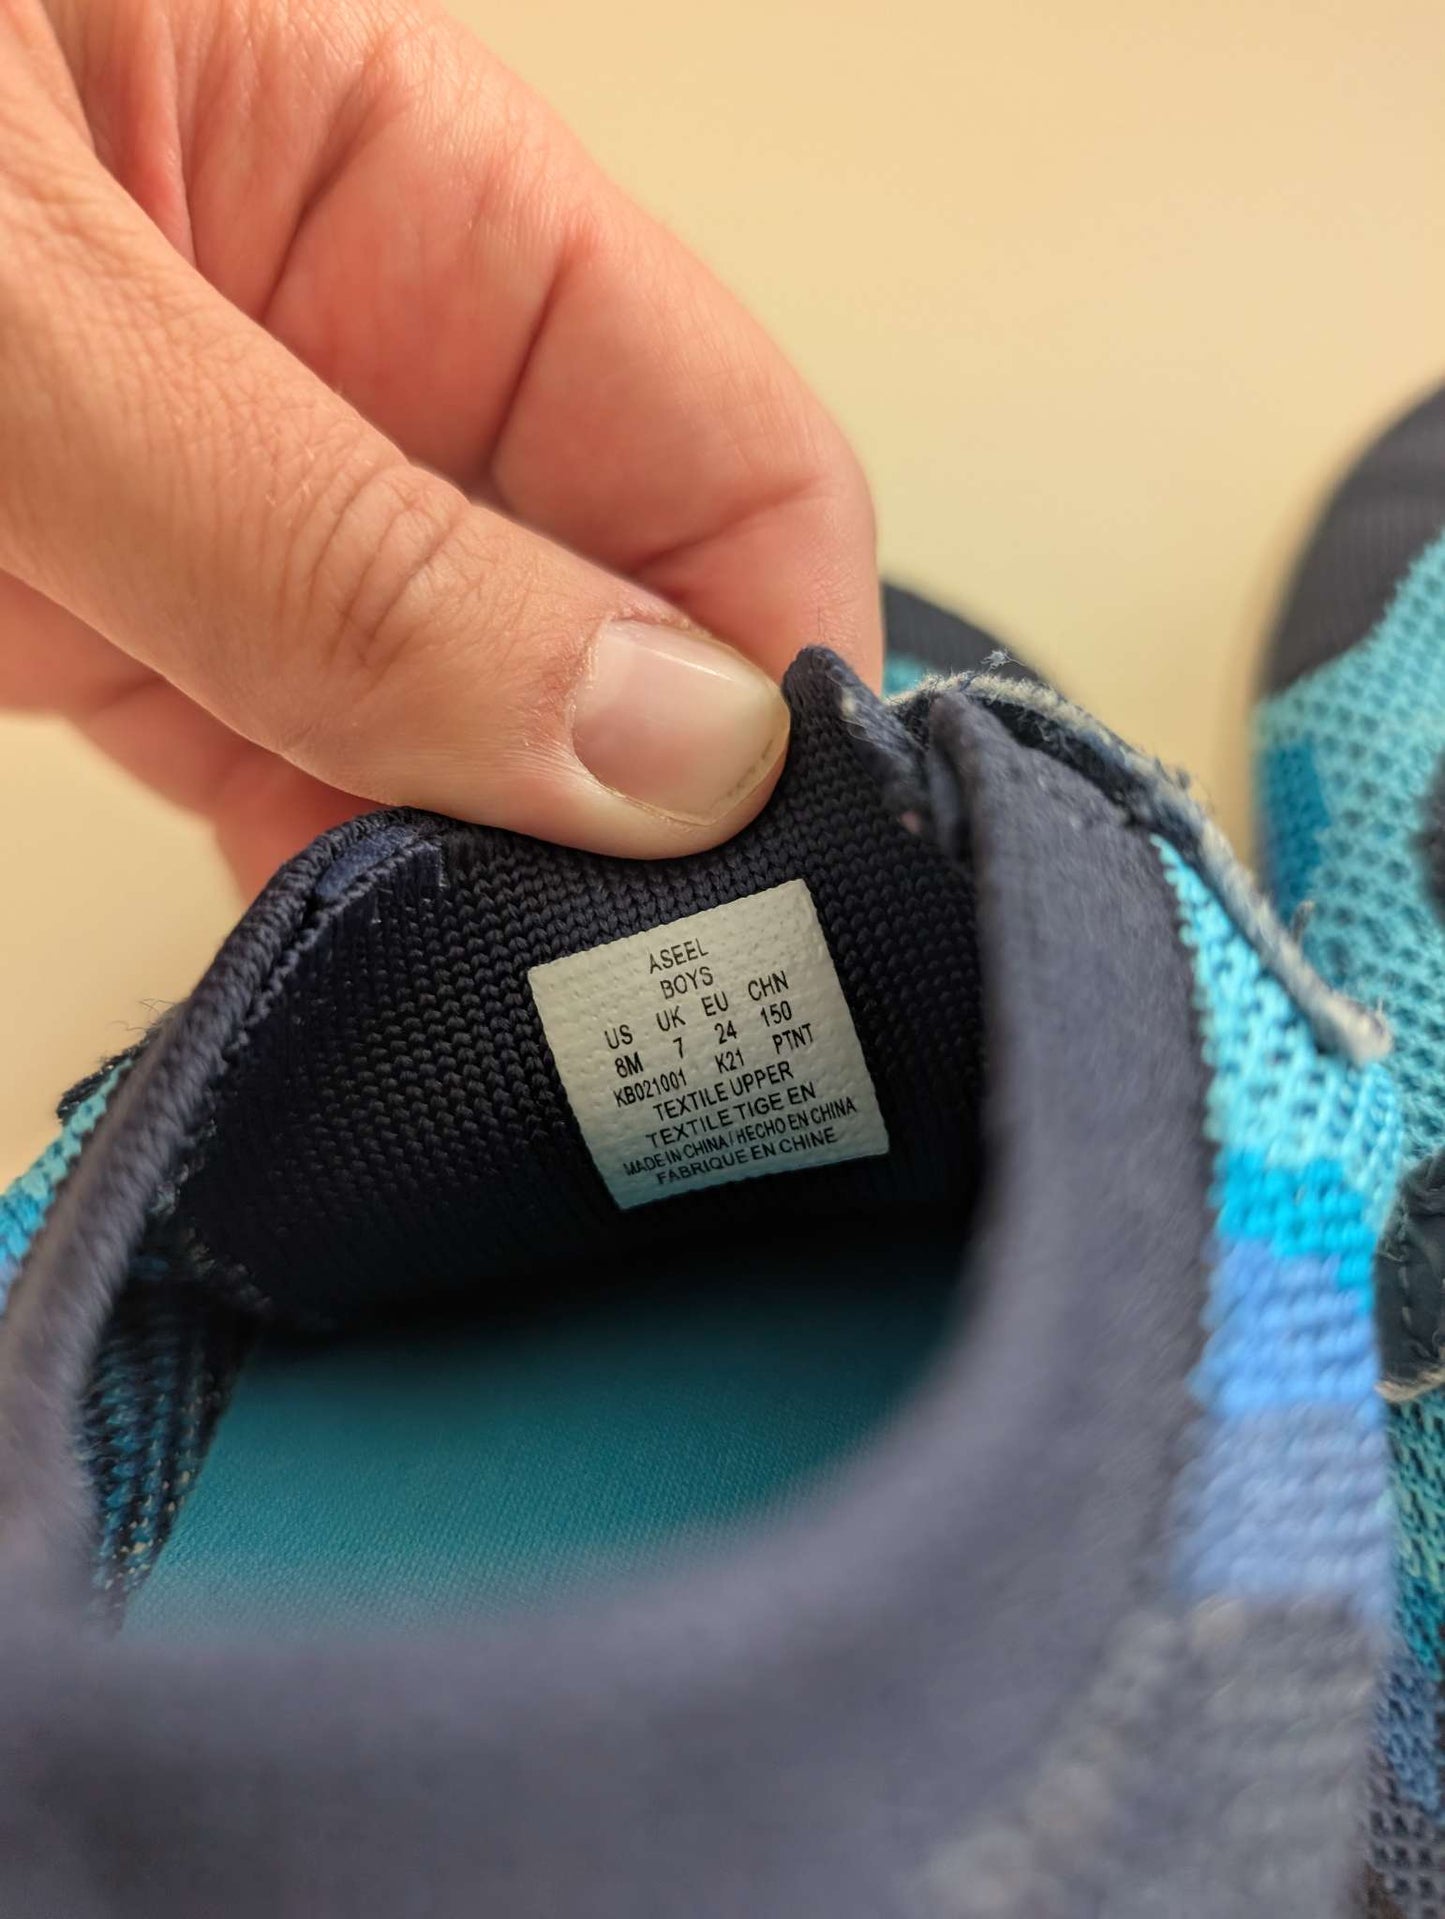 ASEEL
BOYS
US UK EU CHN
8M 7 24 150
KB021001 K21 PTNT
TEXTILE UPPER
TEXTILE TIGE EN
MADE IN CHINA/HECHO EN CHINA
FABRIQUE EN CHINE